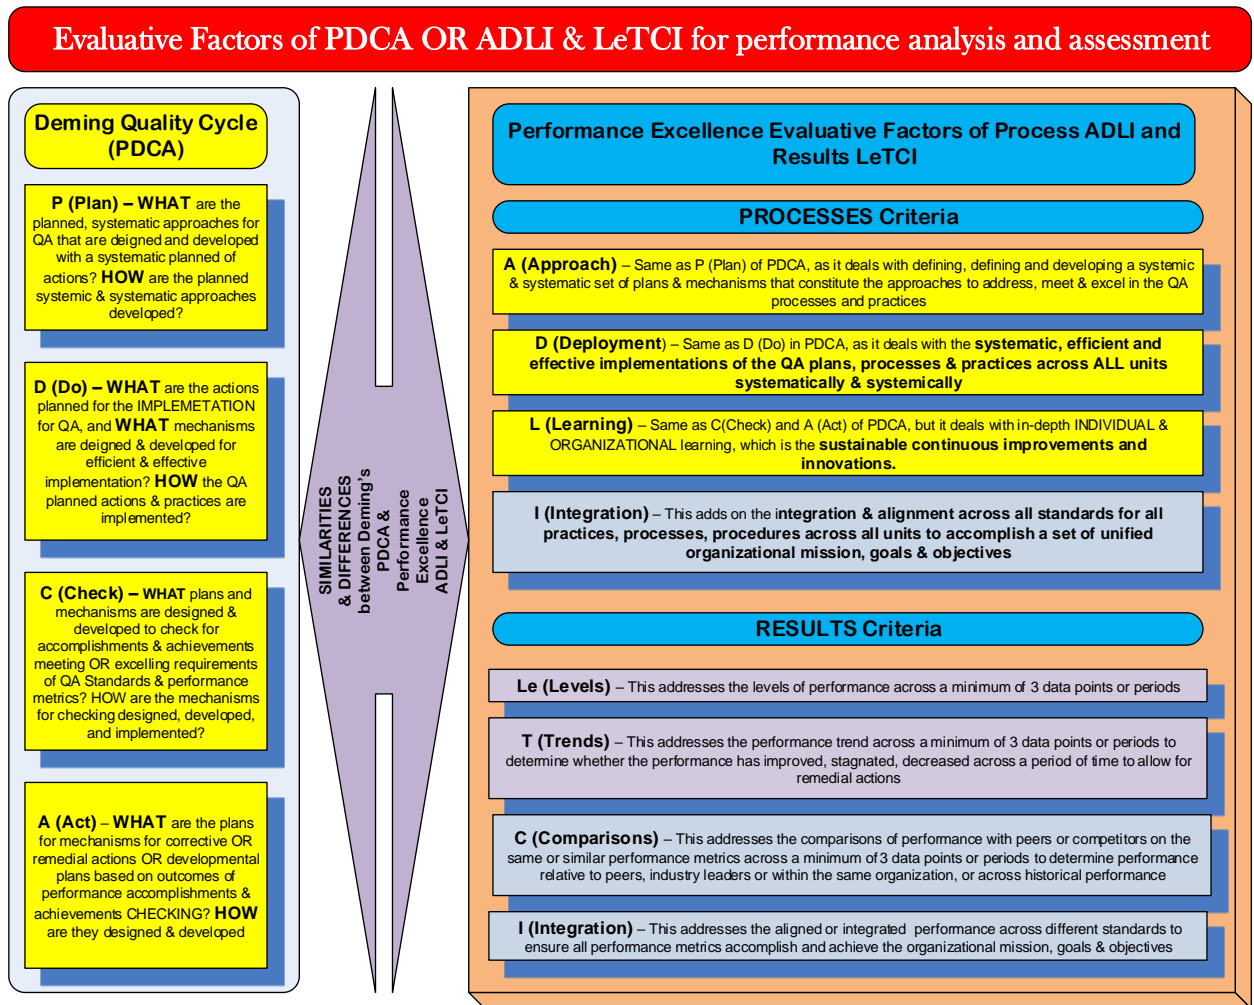 Evaluative Factors of PDCA OR ADLI & LeTCI for performance analysis and assessment
Deming Quality Cycle
(PDCA)
P (Plan) – WHAT are the
planned, systematic approaches for
QA that are deigned and developed
with a systematic planned of
actions? HOW are the planned
systemic & systematic approaches
developed?
D (Do) – WHAT are the actions
planned for the IMPLEMETATION
for QA, and WHAT mechanisms
are deigned & developed for
efficient & effective
implementation? HOW the QA
planned actions & practices are
implemented?
C (Check) – WHAT plans and
mechanisms are designed &
developed to check for
accomplishments & achievements
meeting OR excelling requirements
of QA Standards & performance
metrics? HOW are the mechanisms
for checking designed, developed,
and implemented?
A (Act) – WHAT are the plans
for mechanisms for corrective OR
remedial actions OR developmental
plans based on outcomes of
performance accomplishments &
achievements CHECKING? HOW
are they designed & developed
SIMILARITIES
& DIFFERENCES
between Deming's
PDCA &
Performance
Excellence
ADLI & LeTCI
Performance Excellence Evaluative Factors of Process ADLI and
Results LeTCI
PROCESSES Criteria
A (Approach) – Same as P (Plan) of PDCA, as it deals with defining, defining and developing a systemic
& systematic set of plans & mechanisms that constitute the approaches to address, meet & excel in the QA
processes and practices
D (Deployment) – Same as D (Do) in PDCA, as it deals with the systematic, efficient and
effective implementations of the QA plans, processes & practices across ALL units
systematically & systemically
L (Learning) – Same as C(Check) and A (Act) of PDCA, but it deals with in-depth INDIVIDUAL &
ORGANIZATIONAL learning, which is the sustainable continuous improvements and
innovations.
I (Integration) – This adds on the integration & alignment across all standards for all
practices, processes, procedures across all units to accomplish a set of unified
organizational mission, goals & objectives
RESULTS Criteria
Le (Levels) – This addresses the levels of performance across a minimum of 3 data points or periods
T (Trends) – This addresses the performance trend across a minimum of 3 data points or periods to
determine whether the performance has improved, stagnated, decreased across a period of time to allow for
remedial actions
C (Comparisons) – This addresses the comparisons of performance with peers or competitors on the
same or similar performance metrics across a minimum of 3 data points or periods to determine performance
relative to peers, industry leaders or within the same organization, or across historical performance
I (Integration) – This addresses the aligned or integrated performance across different standards to
ensure all performance metrics accomplish and achieve the organizational mission, goals & objectives